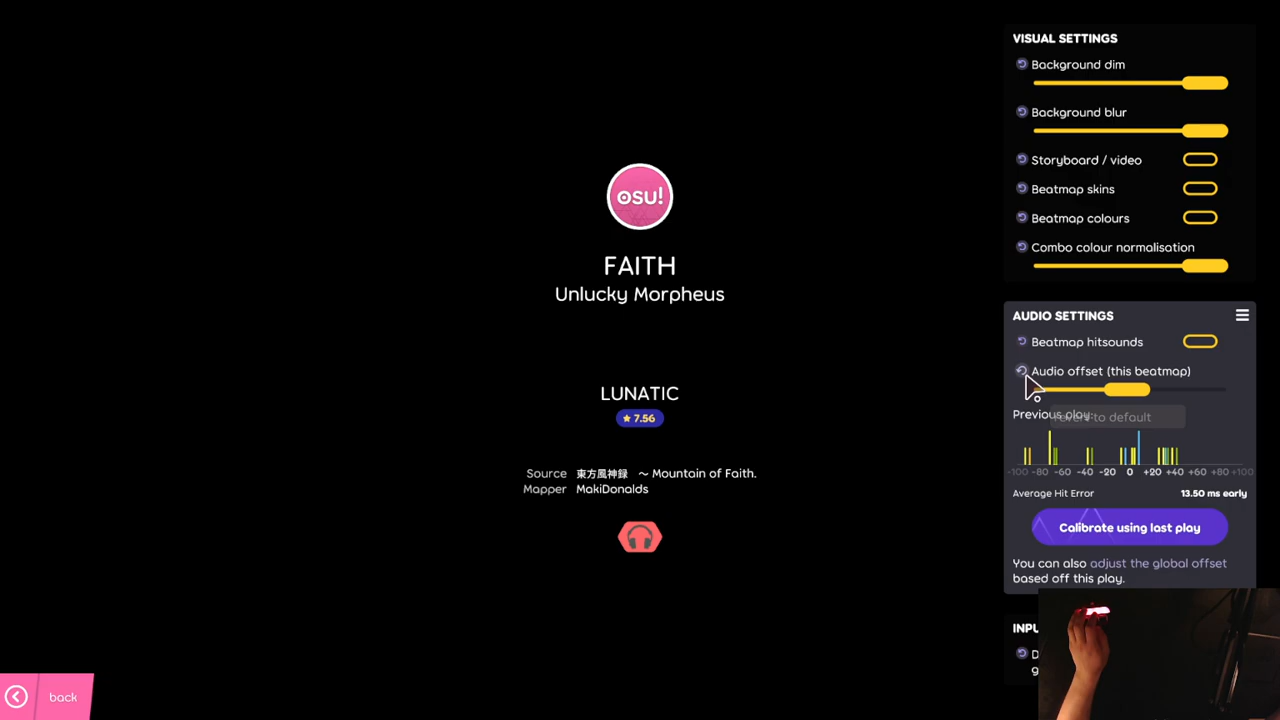 osu!
FAITH
Unlucky Morpheus
LUNATIC
7.56
Source 東方風神録 ～ Mountain of Faith.
Mapper MakiDonalds
back
VISUAL SETTINGS
Background dim
Background blur
Storyboard / video
Beatmap skins
Beatmap colours
Combo colour normalisation
AUDIO SETTINGS
Beatmap hitsounds
Audio offset (this beatmap)
Previous play:
revert to default
-100 -80 -60 -40 -20 0 +20 +40 +60 +80 +100
Average Hit Error 13.50 ms early
Calibrate using last play
You can also adjust the global offset
based off this play.
INPU